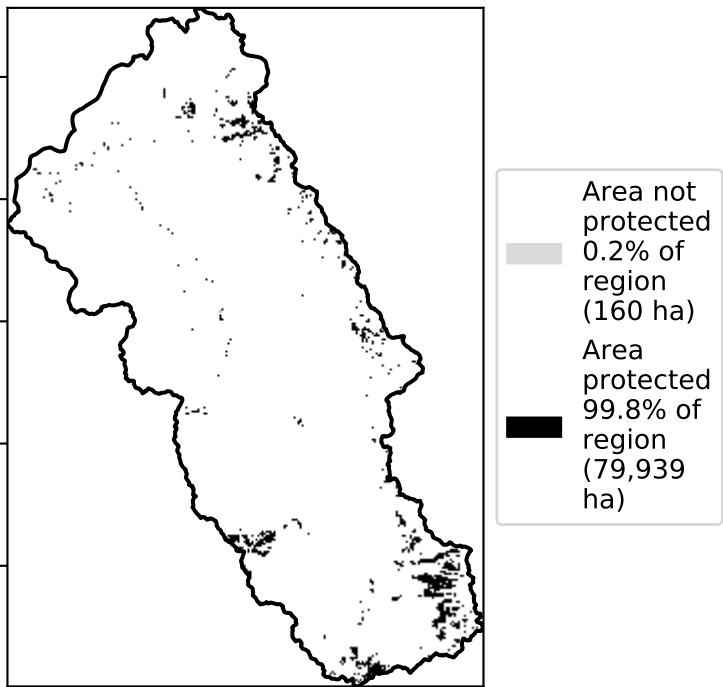 Area not
protected
0.2% of
region
(160 ha)
Area
protected
99.8% of
region
(79,939
ha)